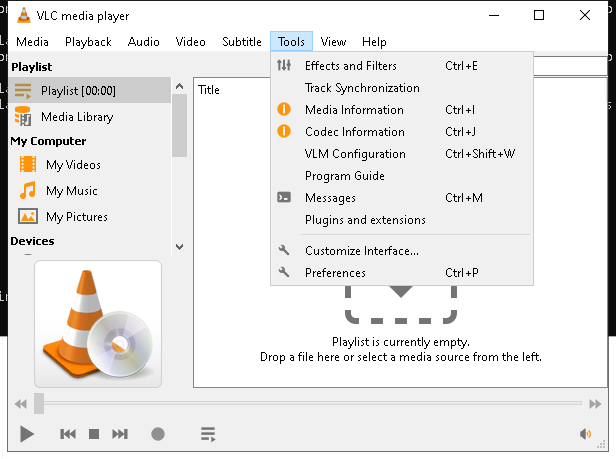 VLC media player
Media Playback Audio Video Subtitle Tools View Help
Playlist
Playlist [00:00]
Media Library
My Computer
My Videos
My Music
My Pictures
Devices
Title
Effects and Filters Ctrl+E
Track Synchronization
Media Information Ctrl+I
Codec Information Ctrl+J
VLM Configuration Ctrl+Shift+W
Program Guide
Messages Ctrl+M
Plugins and extensions
Customize Interface...
Preferences Ctrl+P
Playlist is currently empty.
Drop a file here or select a media source from the left.